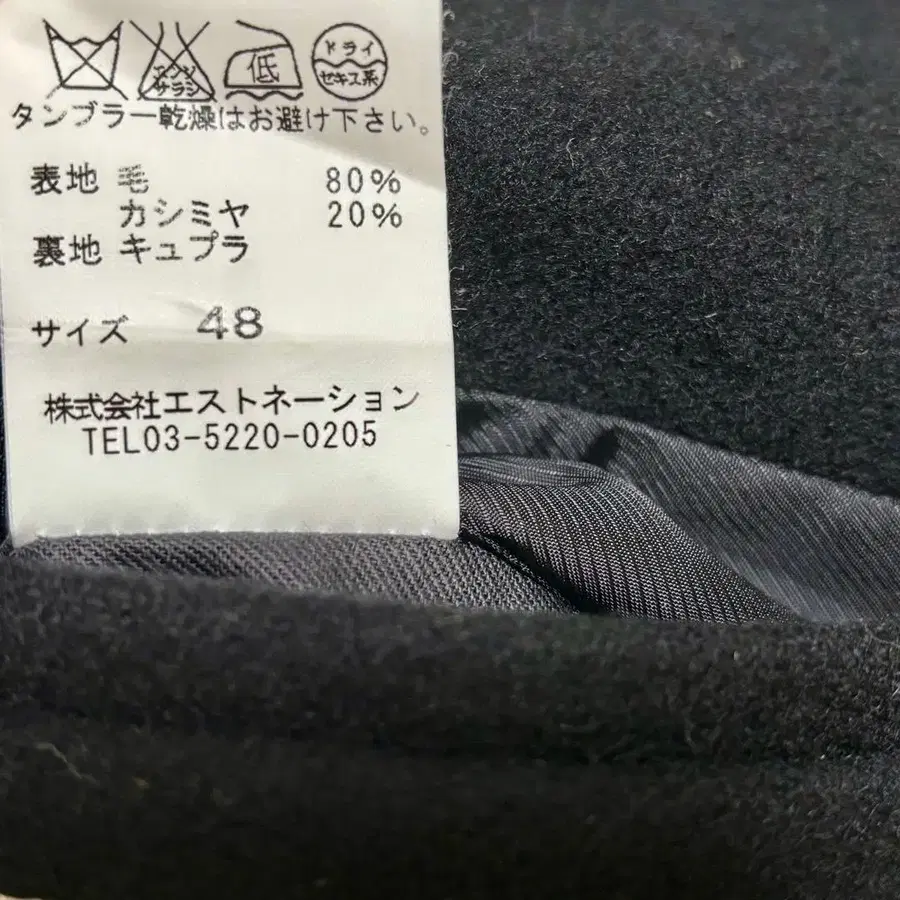 エンソ サラシ 低 ドライ セキユ系
タンブラー乾燥はお避け下さい。
表地 毛 80%
カシミヤ 20%
裏地 キュプラ
サイズ 48
株式会社エストネーション
TEL03-5220-0205